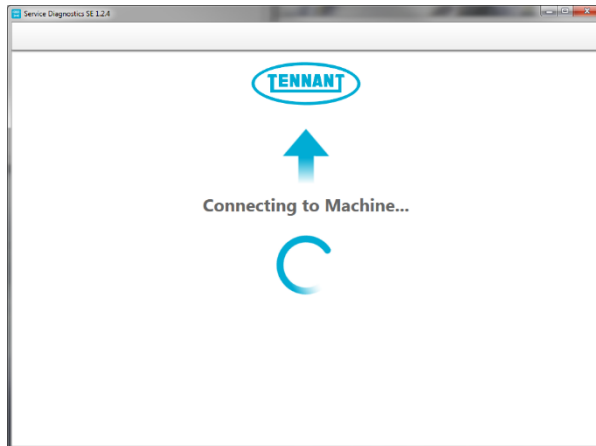 Service Diagnostics SE 1.2.4
TENNANT
Connecting to Machine...